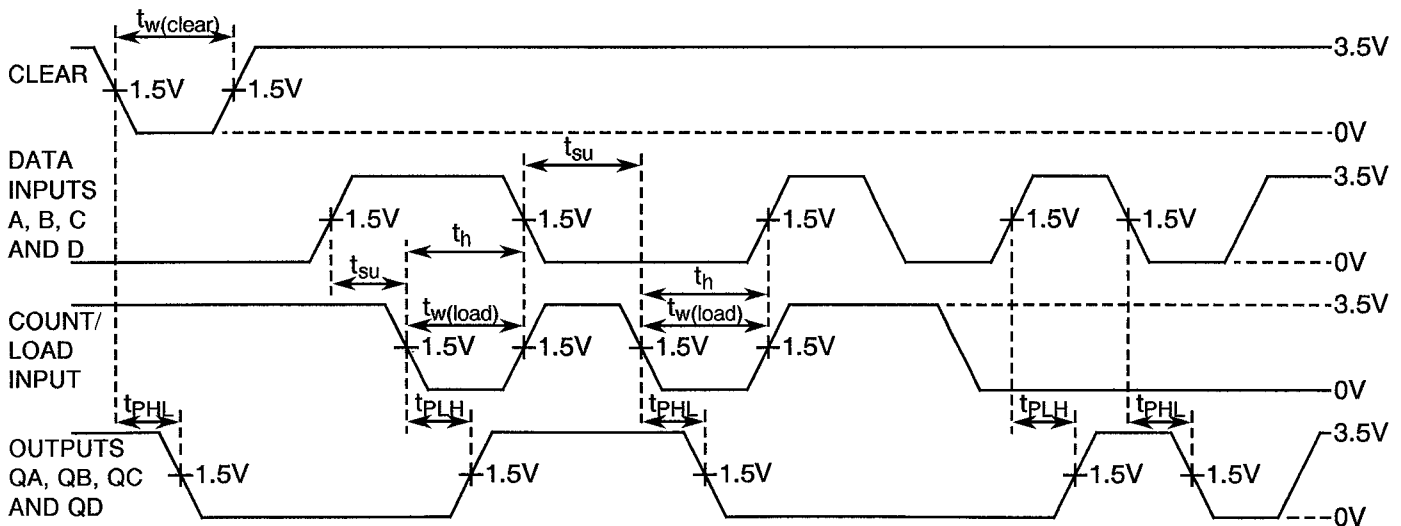 tw(clear)
CLEAR
1.5V
1.5V
3.5V
0V
DATA
INPUTS
A, B, C
AND D
tsu
1.5V
1.5V
1.5V
1.5V
1.5V
3.5V
0V
tsu
th
th
COUNT/
LOAD
INPUT
tw(load)
tw(load)
1.5V
1.5V
1.5V
1.5V
3.5V
0V
OUTPUTS
QA, QB, QC
AND QD
tPHL
tPLH
tPHL
tPLH
tPHL
1.5V
1.5V
1.5V
1.5V
1.5V
3.5V
0V